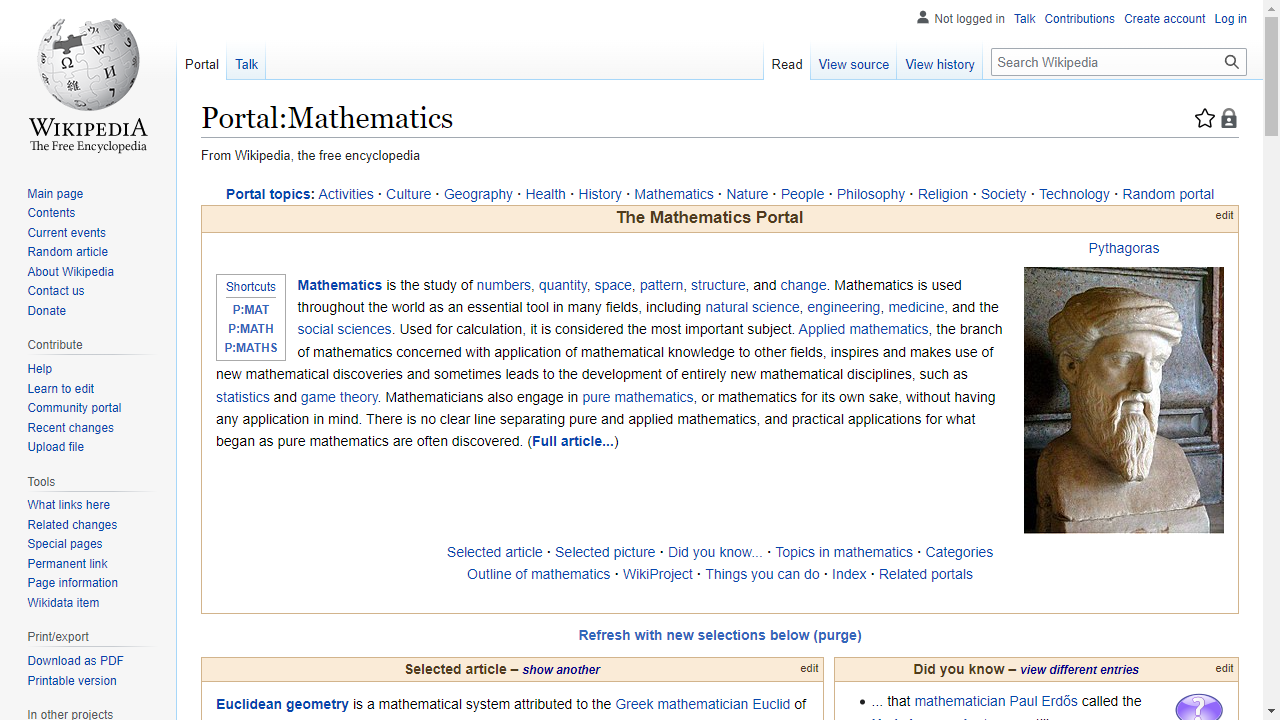 Not logged in Talk Contributions Create account Log in
Portal Talk Read View source View history Search Wikipedia
WIKIPEDIA
The Free Encyclopedia
Main page
Contents
Current events
Random article
About Wikipedia
Contact us
Donate
Contribute
Help
Learn to edit
Community portal
Recent changes
Upload file
Tools
What links here
Related changes
Special pages
Permanent link
Page information
Wikidata item
Print/export
Download as PDF
Printable version
In other projects
Portal:Mathematics
From Wikipedia, the free encyclopedia
Portal topics: Activities · Culture · Geography · Health · History · Mathematics · Nature · People · Philosophy · Religion · Society · Technology · Random portal
The Mathematics Portal edit
Pythagoras
Shortcuts
P:MAT
P:MATH
P:MATHS
Mathematics is the study of numbers, quantity, space, pattern, structure, and change. Mathematics is used
throughout the world as an essential tool in many fields, including natural science, engineering, medicine, and the
social sciences. Used for calculation, it is considered the most important subject. Applied mathematics, the branch
of mathematics concerned with application of mathematical knowledge to other fields, inspires and makes use of
new mathematical discoveries and sometimes leads to the development of entirely new mathematical disciplines, such as
statistics and game theory. Mathematicians also engage in pure mathematics, or mathematics for its own sake, without having
any application in mind. There is no clear line separating pure and applied mathematics, and practical applications for what
began as pure mathematics are often discovered. (Full article...)
Selected article · Selected picture · Did you know... · Topics in mathematics · Categories
Outline of mathematics · WikiProject · Things you can do · Index · Related portals
Refresh with new selections below (purge)
Selected article – show another edit
Euclidean geometry is a mathematical system attributed to the Greek mathematician Euclid of
Did you know – view different entries edit
• ... that mathematician Paul Erdős called the